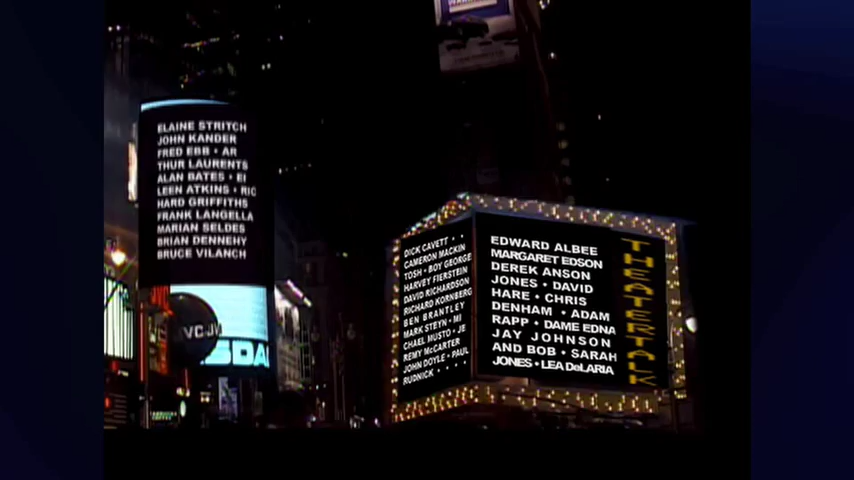 ELAINE STRITCH
JOHN KANDER
FRED EBB • AR
THUR LAURENTS
ALAN BATES • EI
LEEN ATKINS • RIC
HARD GRIFFITHS
FRANK LANGELLA
MARIAN SELDES
BRIAN DENNEHY
BRUCE VILANCH
JVC
SDA
DICK CAVETT • •
CAMERON MACKIN
TOSH • BOY GEORGE
HARVEY FIERSTEIN
DAVID RICHARDSON
RICHARD KORNBERG
BEN BRANTLEY
MARK STEYN • MI
CHAEL MUSTO • JE
REMY McCARTER
JOHN DOYLE • PAUL
RUDNICK • • • •
EDWARD ALBEE
MARGARET EDSON
DEREK ANSON
JONES • DAVID
HARE • CHRIS
DENHAM • ADAM
RAPP • DAME EDNA
JAY JOHNSON
AND BOB • SARAH
JONES • LEA DeLARIA
THEATERTALK